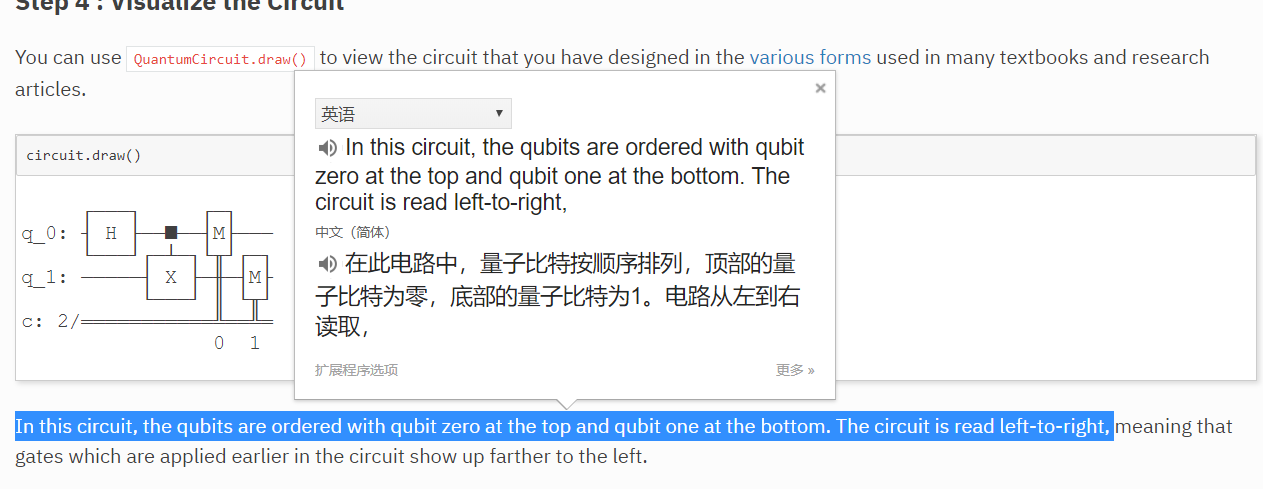 Step 4 : Visualize the Circuit
You can use QuantumCircuit.draw() to view the circuit that you have designed in the various forms used in many textbooks and research
articles.
英语
In this circuit, the qubits are ordered with qubit
zero at the top and qubit one at the bottom. The
circuit is read left-to-right,
中文（简体）
在此电路中，量子比特按顺序排列，顶部的量
子比特为零，底部的量子比特为1。电路从左到右
读取，
扩展程序选项
更多 »
circuit.draw()
q_0: H M
q_1: X M
c: 2/
0 1
In this circuit, the qubits are ordered with qubit zero at the top and qubit one at the bottom. The circuit is read left-to-right, meaning that
gates which are applied earlier in the circuit show up farther to the left.